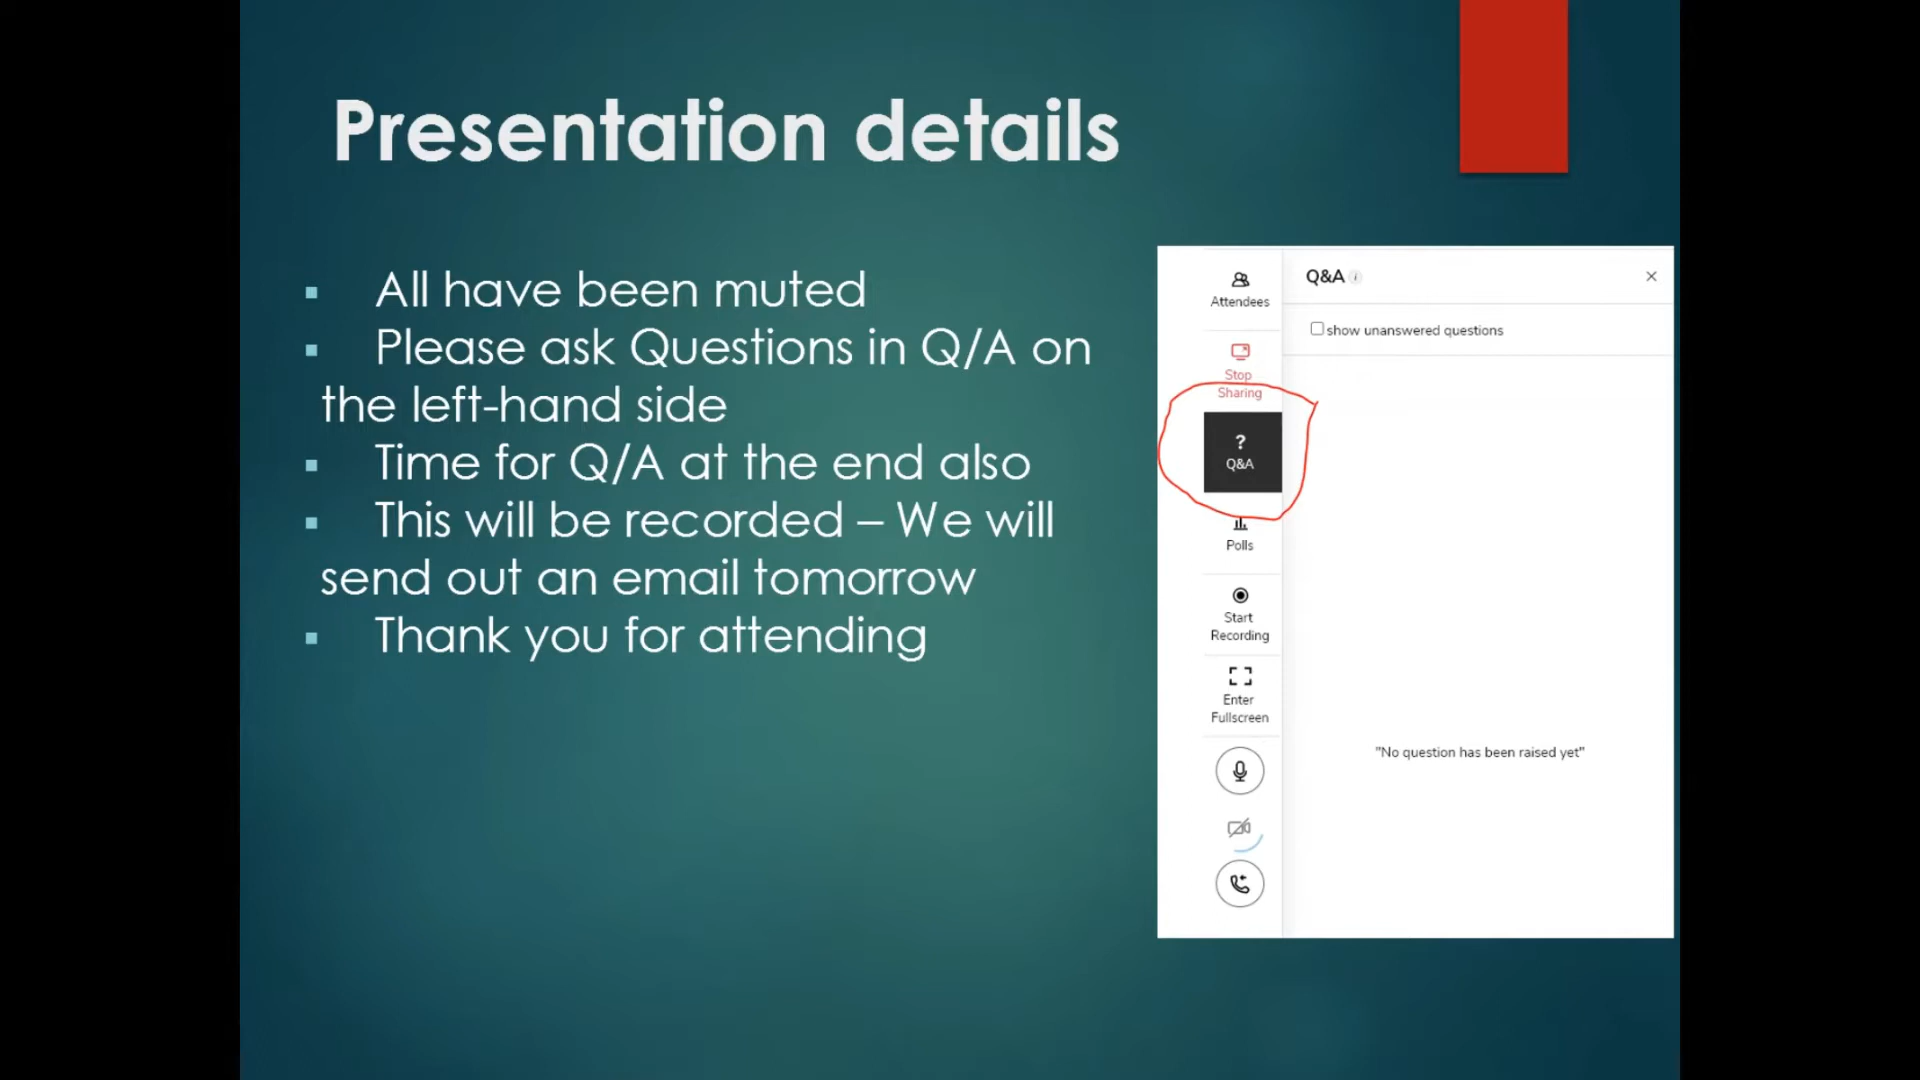 Presentation details
▪ All have been muted
▪ Please ask Questions in Q/A on
the left-hand side
▪ Time for Q/A at the end also
▪ This will be recorded – We will
send out an email tomorrow
▪ Thank you for attending
Attendees
Stop
Sharing
?
Q&A
Polls
Start
Recording
Enter
Fullscreen
Q&A i
show unanswered questions
"No question has been raised yet"